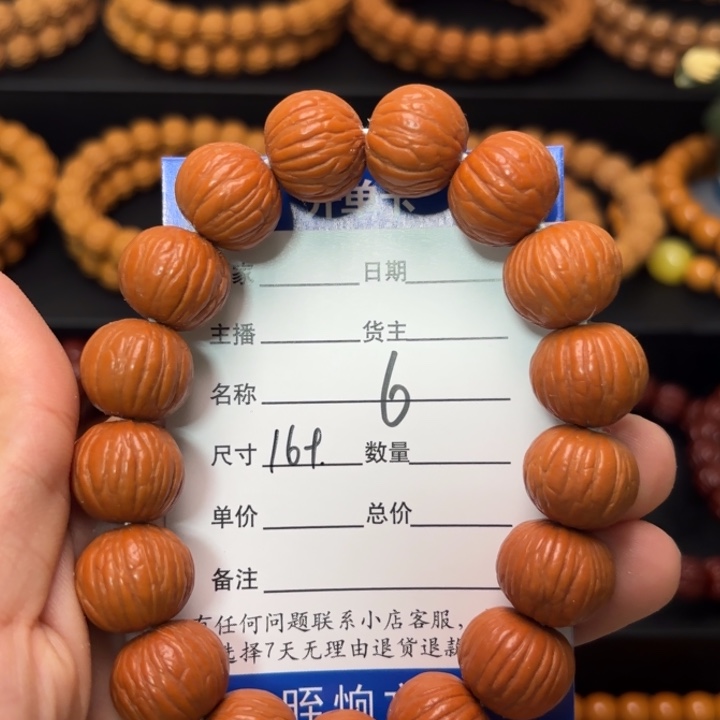 日期
主播 货主
名称 6
尺寸 16 数量
单价 总价
备注
有任何问题联系小店客服，
选择7天无理由退货退款